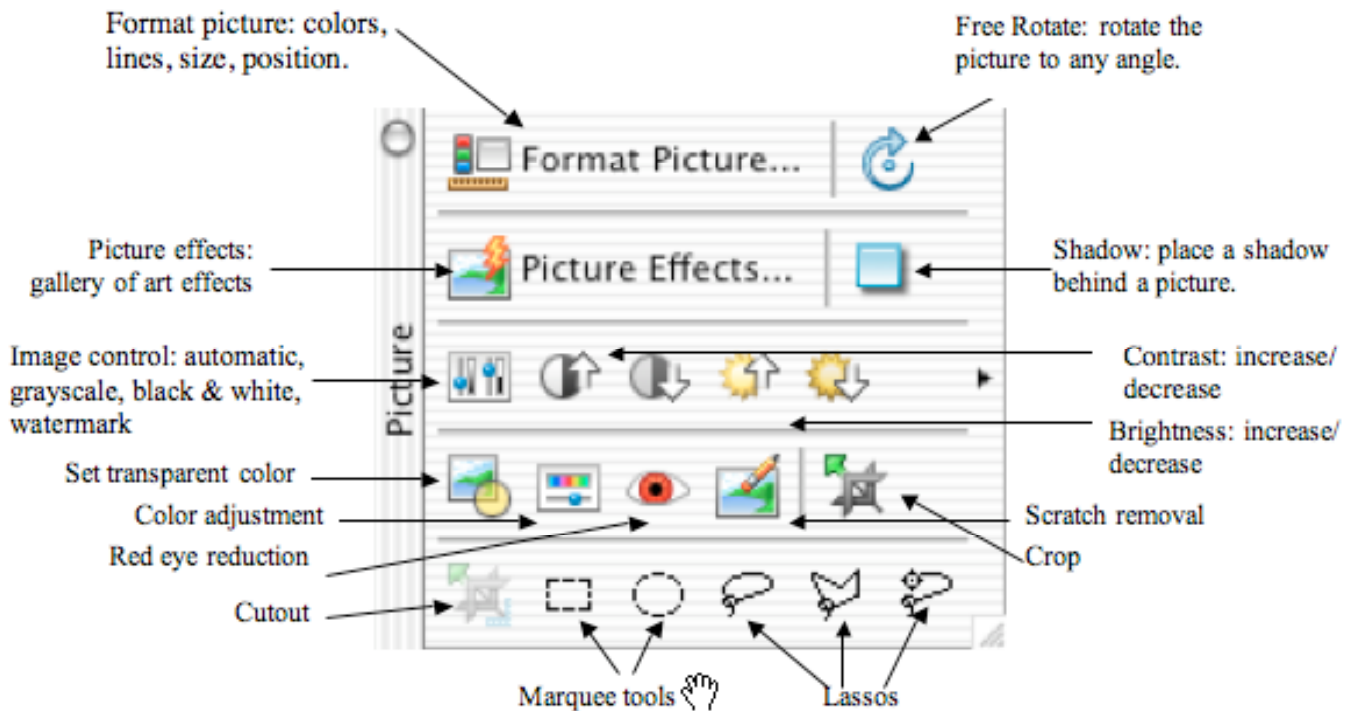 Format picture: colors,
lines, size, position.
Free Rotate: rotate the
picture to any angle.
Format Picture...
Picture effects:
gallery of art effects
Picture Effects...
Shadow: place a shadow
behind a picture.
Picture
Image control: automatic,
grayscale, black & white,
watermark
Contrast: increase/
decrease
Brightness: increase/
decrease
Set transparent color
Color adjustment
Red eye reduction
Cutout
Scratch removal
Crop
Marquee tools
Lassos